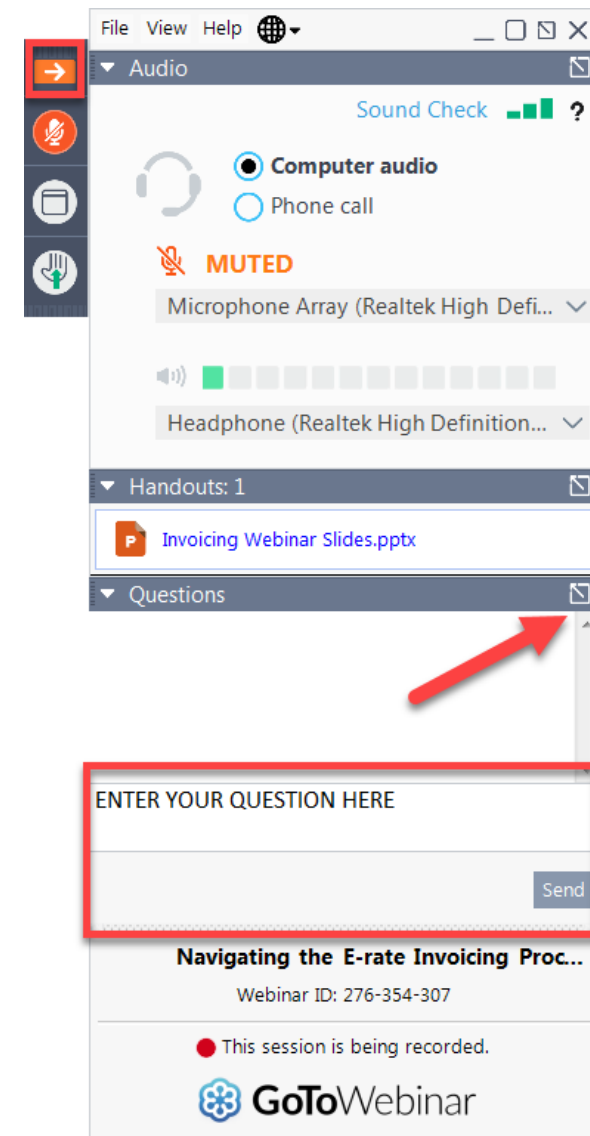 File View Help
Audio
Sound Check ?
Computer audio
Phone call
MUTED
Microphone Array (Realtek High Defi...
Headphone (Realtek High Definition...
Handouts: 1
P Invoicing Webinar Slides.pptx
Questions
ENTER YOUR QUESTION HERE
Send
Navigating the E-rate Invoicing Proc...
Webinar ID: 276-354-307
This session is being recorded.
GoToWebinar